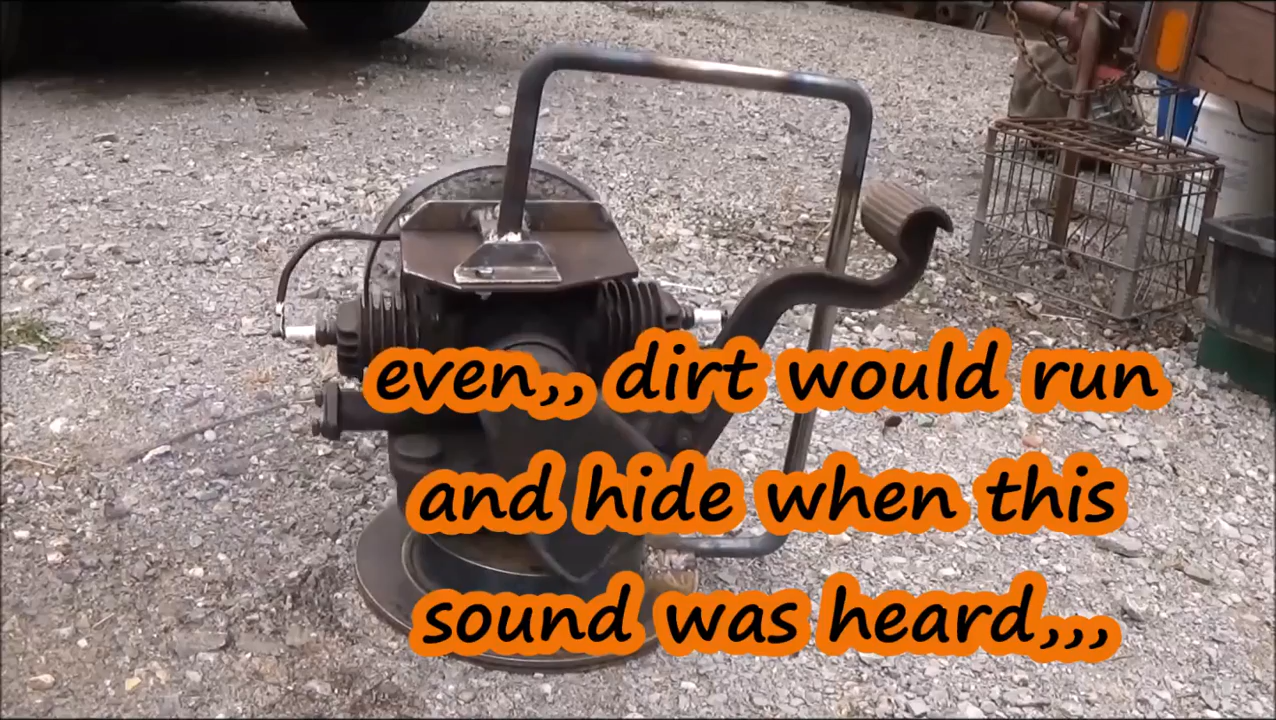 even,, dirt would run
and hide when this
sound was heard,,,